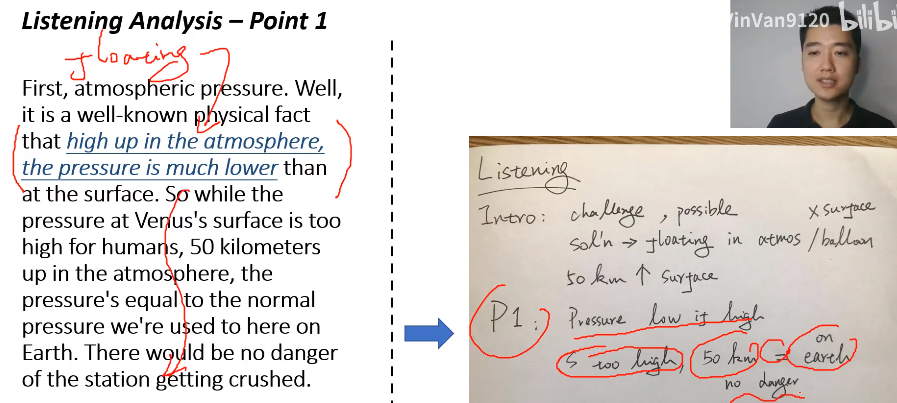 Listening Analysis – Point 1
floating
First, atmospheric pressure. Well,
it is a well-known physical fact
that high up in the atmosphere,
the pressure is much lower than
at the surface. So while the
pressure at Venus's surface is too
high for humans, 50 kilometers
up in the atmosphere, the
pressure's equal to the normal
pressure we're used to here on
Earth. There would be no danger
of the station getting crushed.
VinVan9120 bilibili
Listening
Intro: challenge, possible x surface
sol'n → floating in atmos / balloon
50 km ↑ surface
P1: Pressure low if high
S too high, 50 km = on earth
no danger